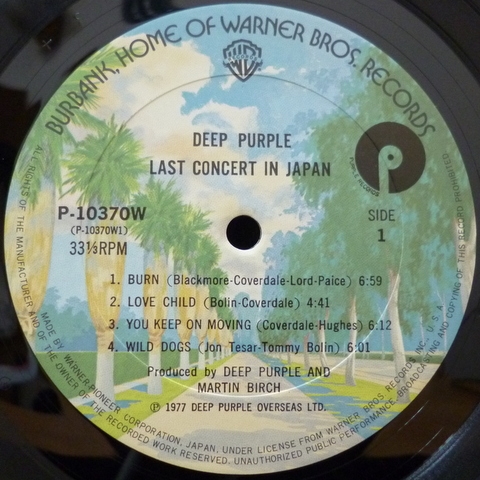 BURBANK, HOME OF WARNER BROS. RECORDS
DEEP PURPLE
LAST CONCERT IN JAPAN
PURPLE RECORDS
P-10370W
(P-10370W1)
33⅓RPM
SIDE
1
1. BURN (Blackmore-Coverdale-Lord-Paice) 6:59
2. LOVE CHILD (Bolin-Coverdale) 4:41
3. YOU KEEP ON MOVING (Coverdale-Hughes) 6:12
4. WILD DOGS (Jon Tesar-Tommy Bolin) 6:01
Produced by DEEP PURPLE AND
MARTIN BIRCH
Ⓟ 1977 DEEP PURPLE OVERSEAS LTD.
MADE BY WARNER-PIONEER CORPORATION, JAPAN, UNDER LICENSE FROM WARNER BROS RECORDS INC. U.S.A.
ALL RIGHTS OF THE MANUFACTURER AND OF THE OWNER OF THE RECORDED WORK RESERVED. UNAUTHORIZED PUBLIC PERFORMANCE, BROADCASTING AND COPYING OF THIS RECORD PROHIBITED